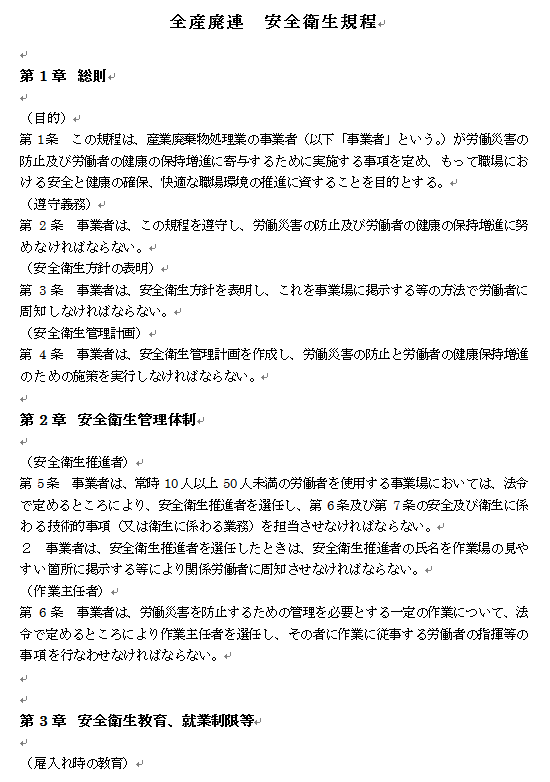 全産廃連　安全衛生規程
第１章　総則
（目的）
第 1条　この規程は、産業廃棄物処理業の事業者（以下「事業者」という。）が労働災害の
防止及び労働者の健康の保持増進に寄与するために実施する事項を定め、もって職場にお
ける安全と健康の確保、快適な職場環境の推進に資することを目的とする。
（遵守義務）
第 2 条　事業者は、この規程を遵守し、労働災害の防止及び労働者の健康の保持増進に努
めなければならない。
（安全衛生方針の表明）
第 3 条　事業者は、安全衛生方針を表明し、これを事業場に掲示する等の方法で労働者に
周知しなければならない。
（安全衛生管理計画）
第 4 条　事業者は、安全衛生管理計画を作成し、労働災害の防止と労働者の健康保持増進
のための施策を実行しなければならない。
第２章　安全衛生管理体制
（安全衛生推進者）
第 5条　事業者は、常時 10 人以上 50 人未満の労働者を使用する事業場においては、法令
で定めるところにより、安全衛生推進者を選任し、第 6条及び第 7条の安全及び衛生に係
わる技術的事項（又は衛生に係わる業務）を担当させなければならない。
２　事業者は、安全衛生推進者を選任したときは、安全衛生推進者の氏名を作業場の見や
すい箇所に掲示する等により関係労働者に周知させなければならない。
（作業主任者）
第 6 条　事業者は、労働災害を防止するための管理を必要とする一定の作業について、法
令で定めるところにより作業主任者を選任し、その者に作業に従事する労働者の指揮等の
事項を行なわせなければならない。
第３章　安全衛生教育、就業制限等
（雇入れ時の教育）